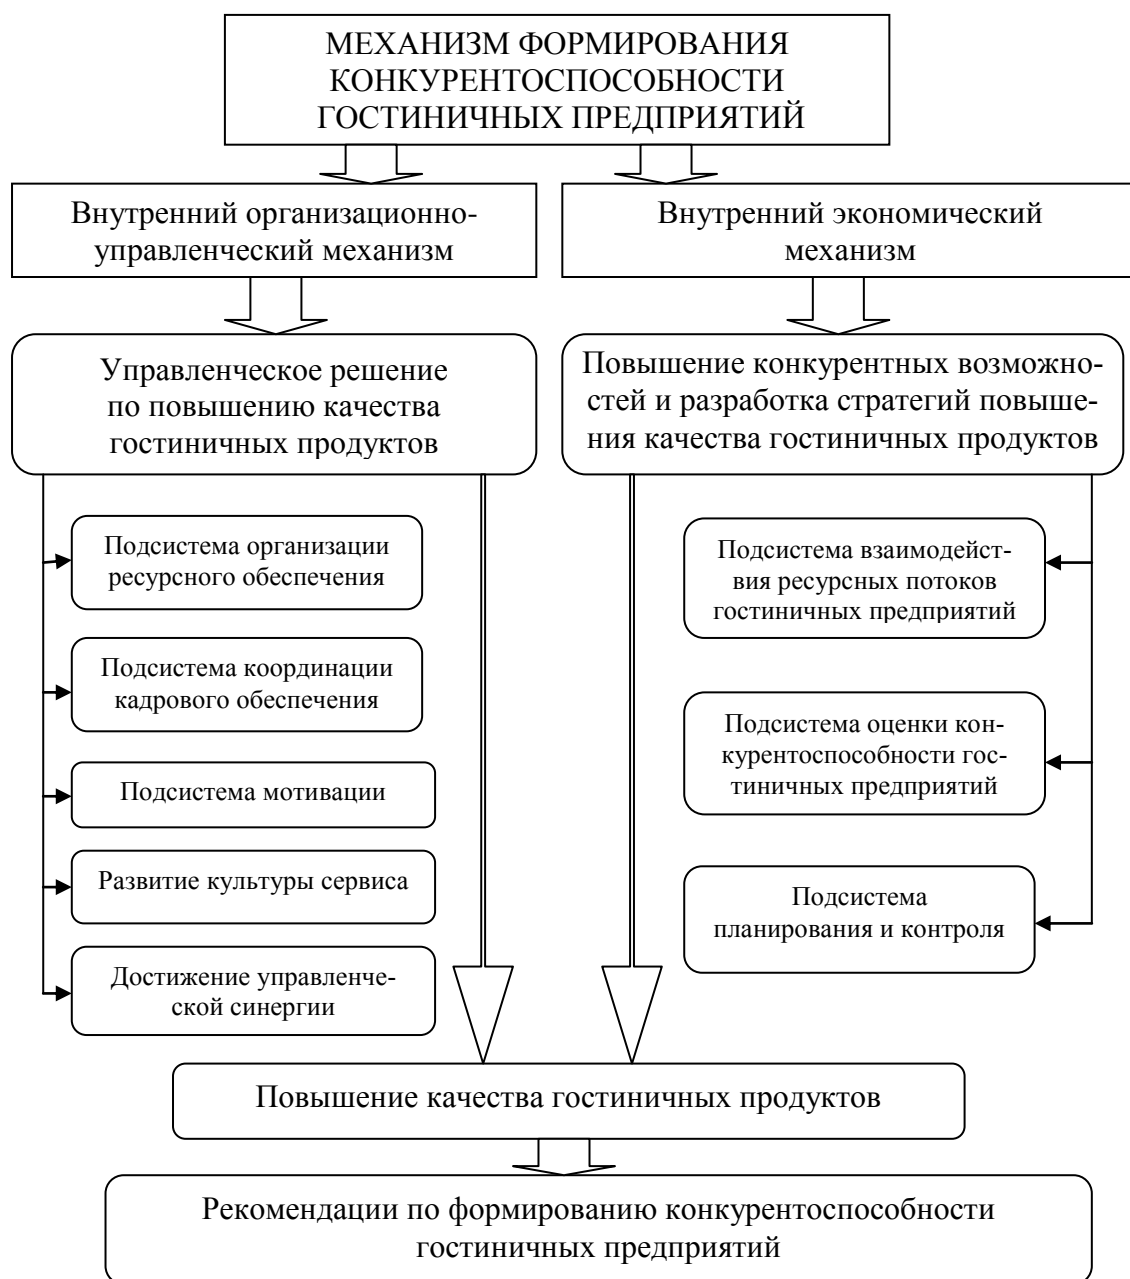 МЕХАНИЗМ ФОРМИРОВАНИЯ
КОНКУРЕНТОСПОСОБНОСТИ
ГОСТИНИЧНЫХ ПРЕДПРИЯТИЙ
Внутренний организационно-
управленческий механизм
Внутренний экономический
механизм
Управленческое решение
по повышению качества
гостиничных продуктов
Повышение конкурентных возможно-
стей и разработка стратегий повыше-
ния качества гостиничных продуктов
Подсистема организации
ресурсного обеспечения
Подсистема координации
кадрового обеспечения
Подсистема мотивации
Развитие культуры сервиса
Достижение управленче-
ской синергии
Подсистема взаимодейст-
вия ресурсных потоков
гостиничных предприятий
Подсистема оценки кон-
курентоспособности гос-
тиничных предприятий
Подсистема
планирования и контроля
Повышение качества гостиничных продуктов
Рекомендации по формированию конкурентоспособности
гостиничных предприятий